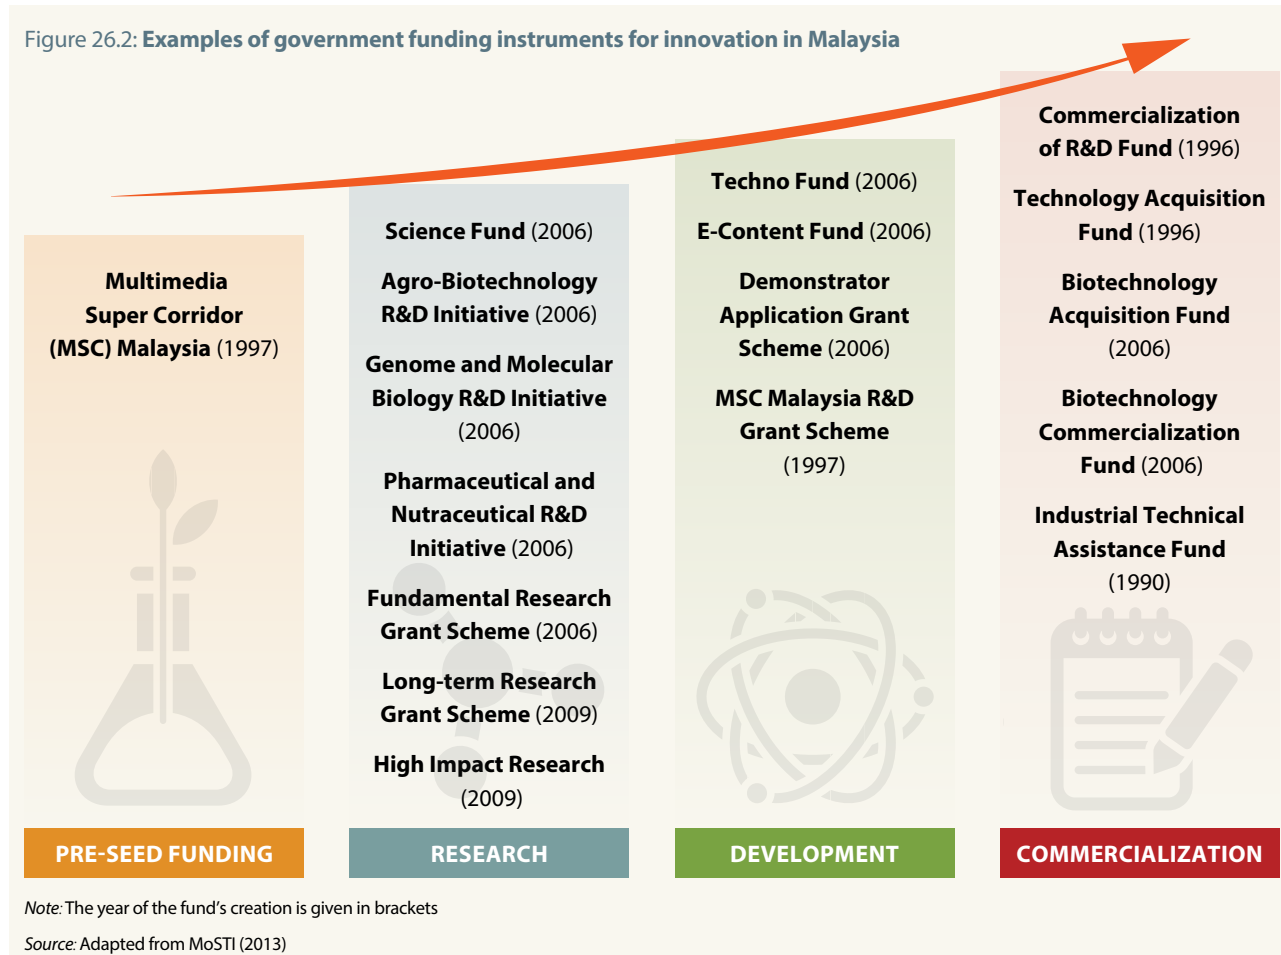 Figure 26.2: Examples of government funding instruments for innovation in Malaysia
Multimedia
Super Corridor
(MSC) Malaysia (1997)
PRE-SEED FUNDING
Science Fund (2006)
Agro-Biotechnology
R&D Initiative (2006)
Genome and Molecular
Biology R&D Initiative
(2006)
Pharmaceutical and
Nutraceutical R&D
Initiative (2006)
Fundamental Research
Grant Scheme (2006)
Long-term Research
Grant Scheme (2009)
High Impact Research
(2009)
RESEARCH
Techno Fund (2006)
E-Content Fund (2006)
Demonstrator
Application Grant
Scheme (2006)
MSC Malaysia R&D
Grant Scheme
(1997)
DEVELOPMENT
Commercialization
of R&D Fund (1996)
Technology Acquisition
Fund (1996)
Biotechnology
Acquisition Fund
(2006)
Biotechnology
Commercialization
Fund (2006)
Industrial Technical
Assistance Fund
(1990)
COMMERCIALIZATION
Note: The year of the fund's creation is given in brackets
Source: Adapted from MoSTI (2013)